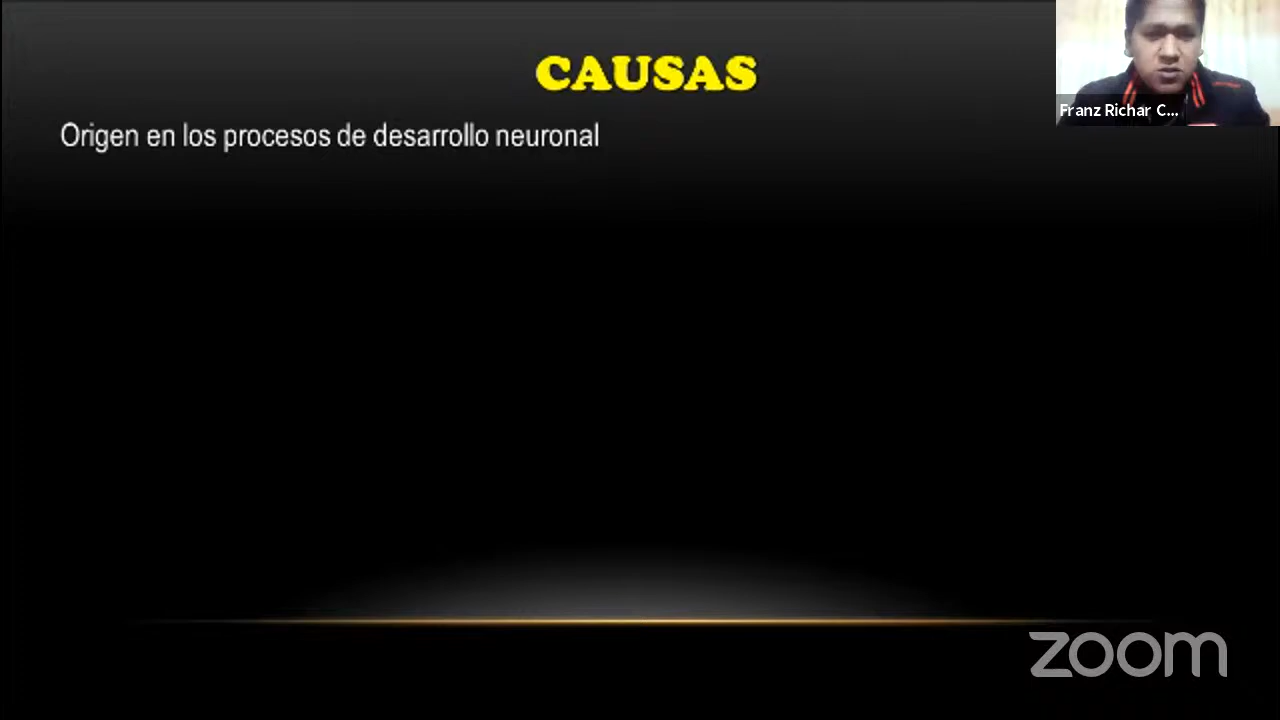 CAUSAS
Origen en los procesos de desarrollo neuronal
Franz Richar C...
zoom